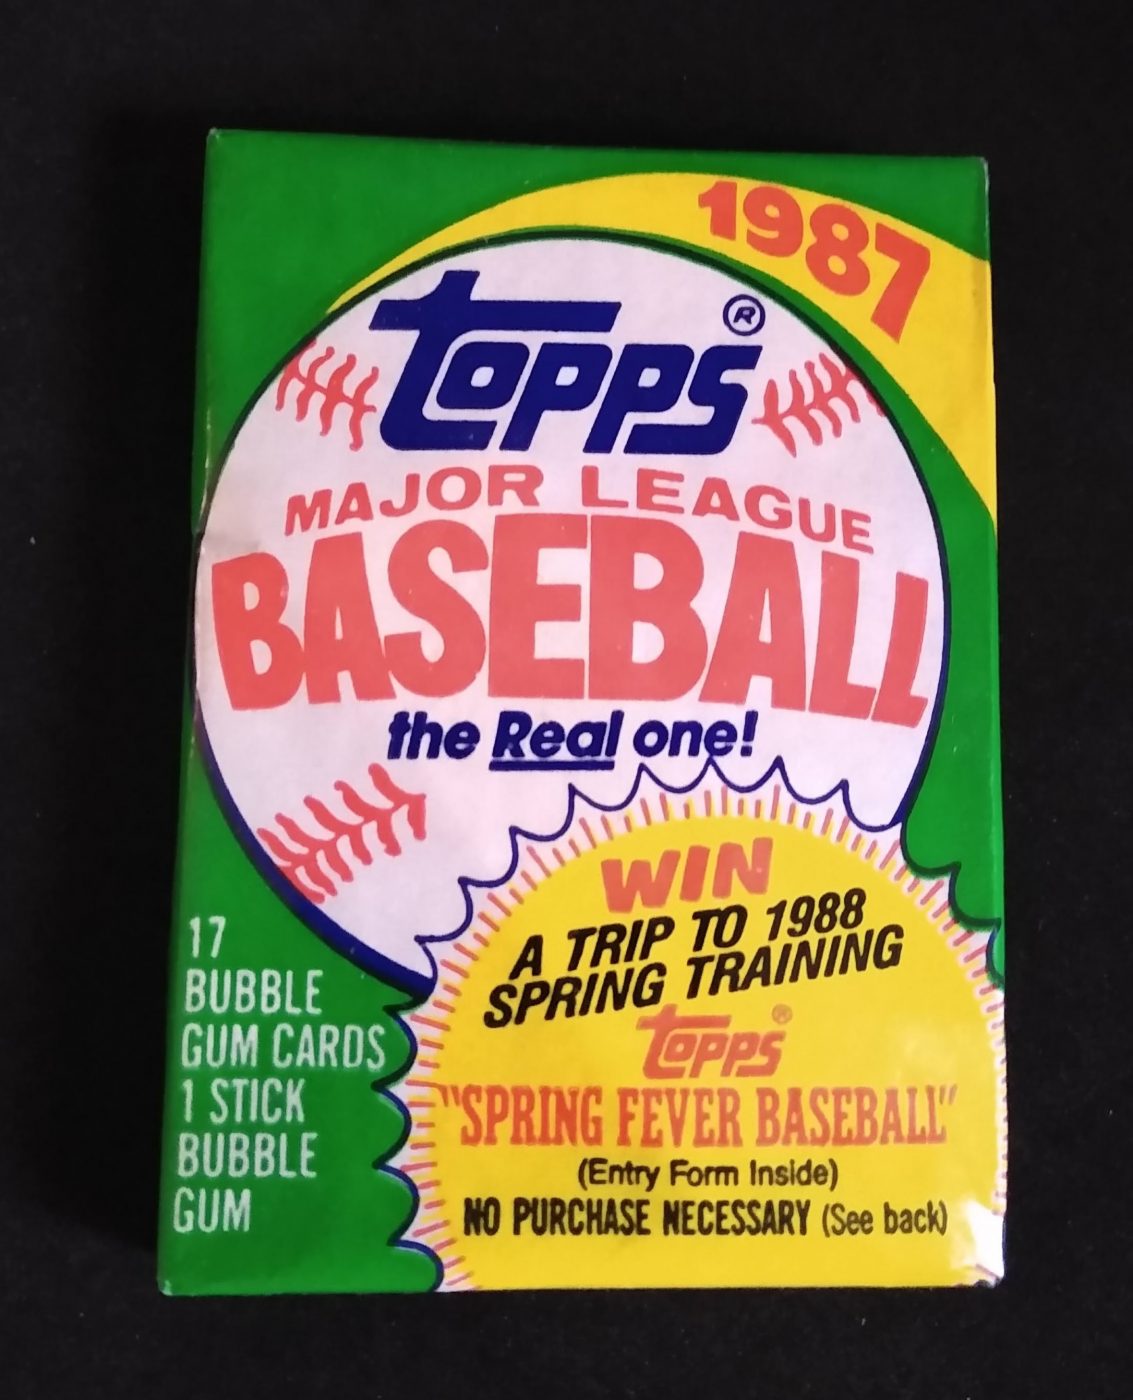 1987
Topps®
MAJOR LEAGUE
BASEBALL
the Real one!
WIN
A TRIP TO 1988
SPRING TRAINING
Topps®
"SPRING FEVER BASEBALL"
(Entry Form Inside)
NO PURCHASE NECESSARY (See back)
17
BUBBLE
GUM CARDS
1 STICK
BUBBLE
GUM